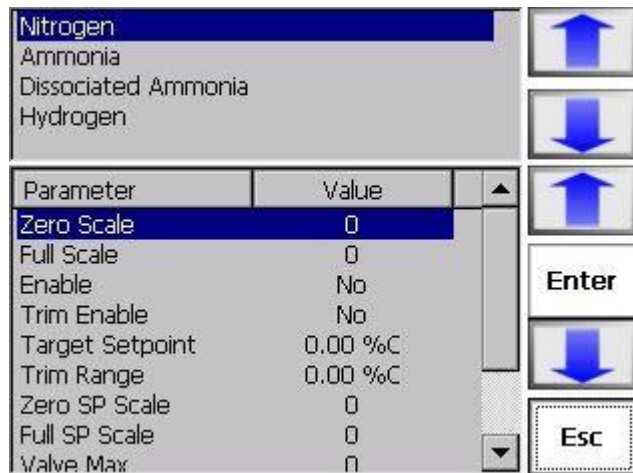 Nitrogen
Ammonia
Dissociated Ammonia
Hydrogen
Parameter Value
Zero Scale 0
Full Scale 0
Enable No
Trim Enable No
Target Setpoint 0.00 %C
Trim Range 0.00 %C
Zero SP Scale 0
Full SP Scale 0
Valve Max 0
Enter
Esc